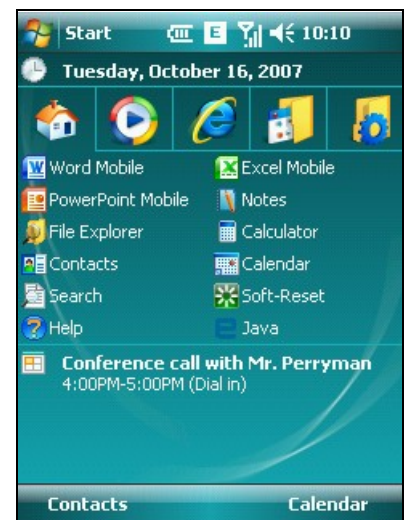 Start E 10:10
Tuesday, October 16, 2007
Word Mobile Excel Mobile
PowerPoint Mobile Notes
File Explorer Calculator
Contacts Calendar
Search Soft-Reset
Help Java
Conference call with Mr. Perryman
4:00PM-5:00PM (Dial in)
Contacts Calendar